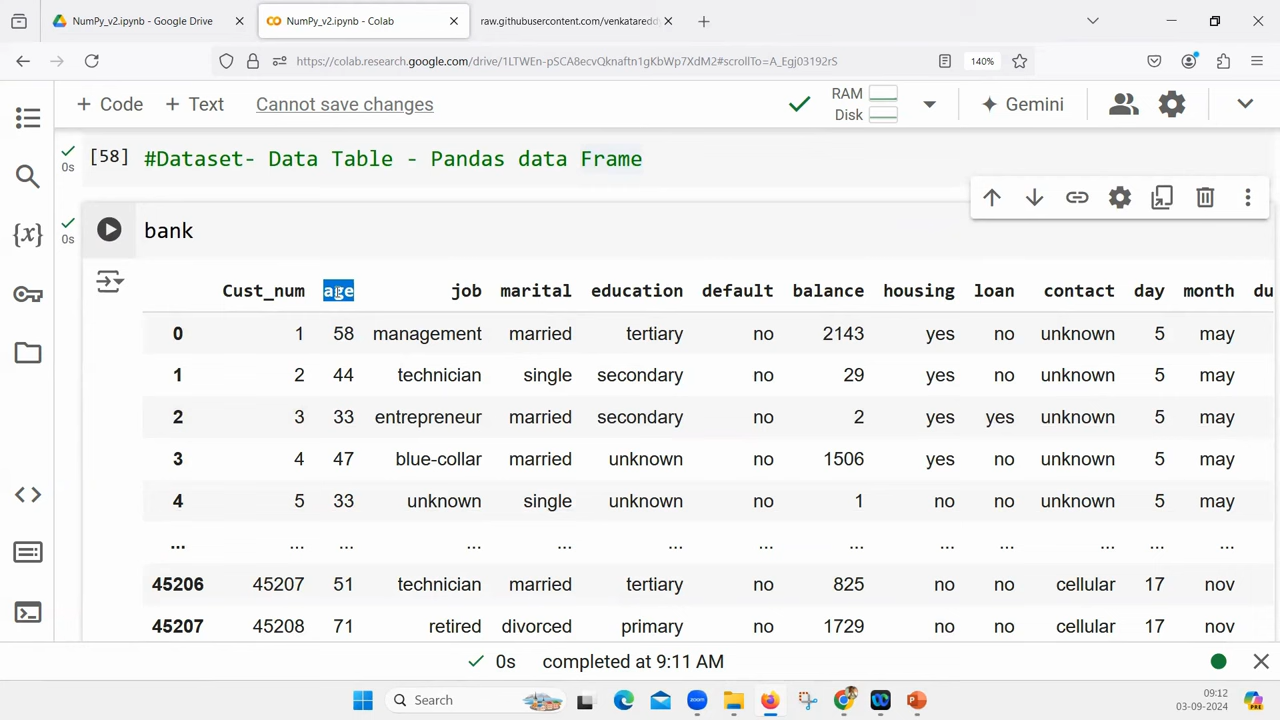 NumPy_v2.ipynb - Google Drive
NumPy_v2.ipynb - Colab
raw.githubusercontent.com/venkatareddy
https://colab.research.google.com/drive/1LTWEn-pSCA8ecvQknaftn1gKbWp7XdM2#scrollTo=A_Egj03192rS
140%
+ Code + Text Cannot save changes
RAM
Disk
Gemini
[58] #Dataset- Data Table - Pandas data Frame
0s
bank
0s
Cust_num age job marital education default balance housing loan contact day month du
0 1 58 management married tertiary no 2143 yes no unknown 5 may
1 2 44 technician single secondary no 29 yes no unknown 5 may
2 3 33 entrepreneur married secondary no 2 yes yes unknown 5 may
3 4 47 blue-collar married unknown no 1506 yes no unknown 5 may
4 5 33 unknown single unknown no 1 no no unknown 5 may
... ... ... ... ... ... ... ... ... ... ... ... ...
45206 45207 51 technician married tertiary no 825 no no cellular 17 nov
45207 45208 71 retired divorced primary no 1729 no no cellular 17 nov
0s completed at 9:11 AM
Search
09:12
03-09-2024